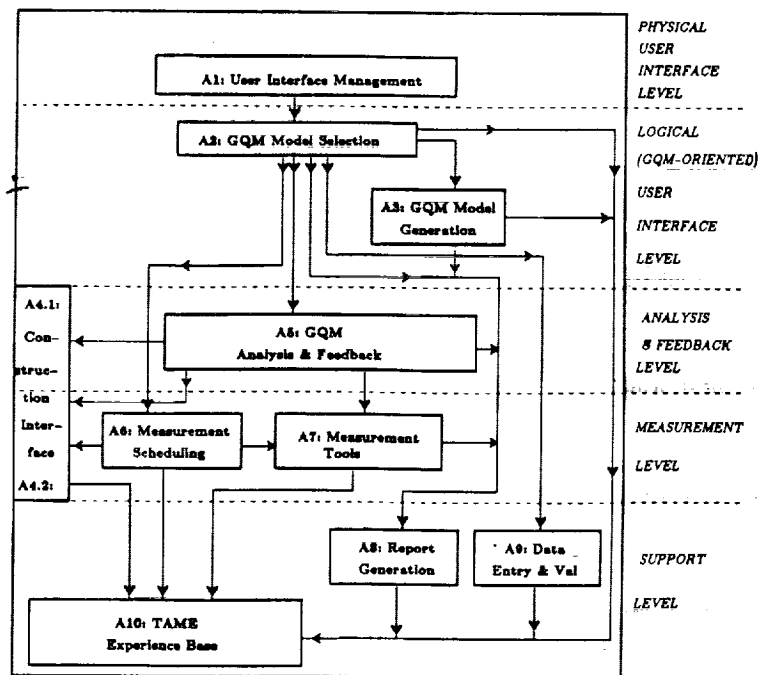 PHYSICAL
USER
INTERFACE
LEVEL
A1: User Interface Management
A2: GQM Model Selection
LOGICAL
(GQM-ORIENTED)
USER
INTERFACE
LEVEL
A3: GQM Model
Generation
A4.1:
Con-
struc-
tion
Inter-
face
A4.2:
A5: GQM
Analysis & Feedback
ANALYSIS
& FEEDBACK
LEVEL
A6: Measurement
Scheduling
A7: Measurement
Tools
MEASUREMENT
LEVEL
A8: Report
Generation
A9: Data
Entry & Val
SUPPORT
LEVEL
A10: TAME
Experience Base